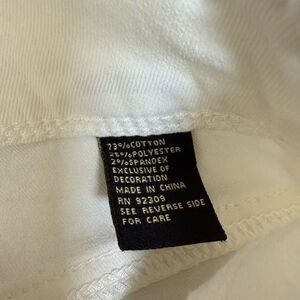 73%COTTON
25%POLYESTER
2%SPANDEX
EXCLUSIVE OF
DECORATION
MADE IN CHINA
RN 92309
SEE REVERSE SIDE
FOR CARE